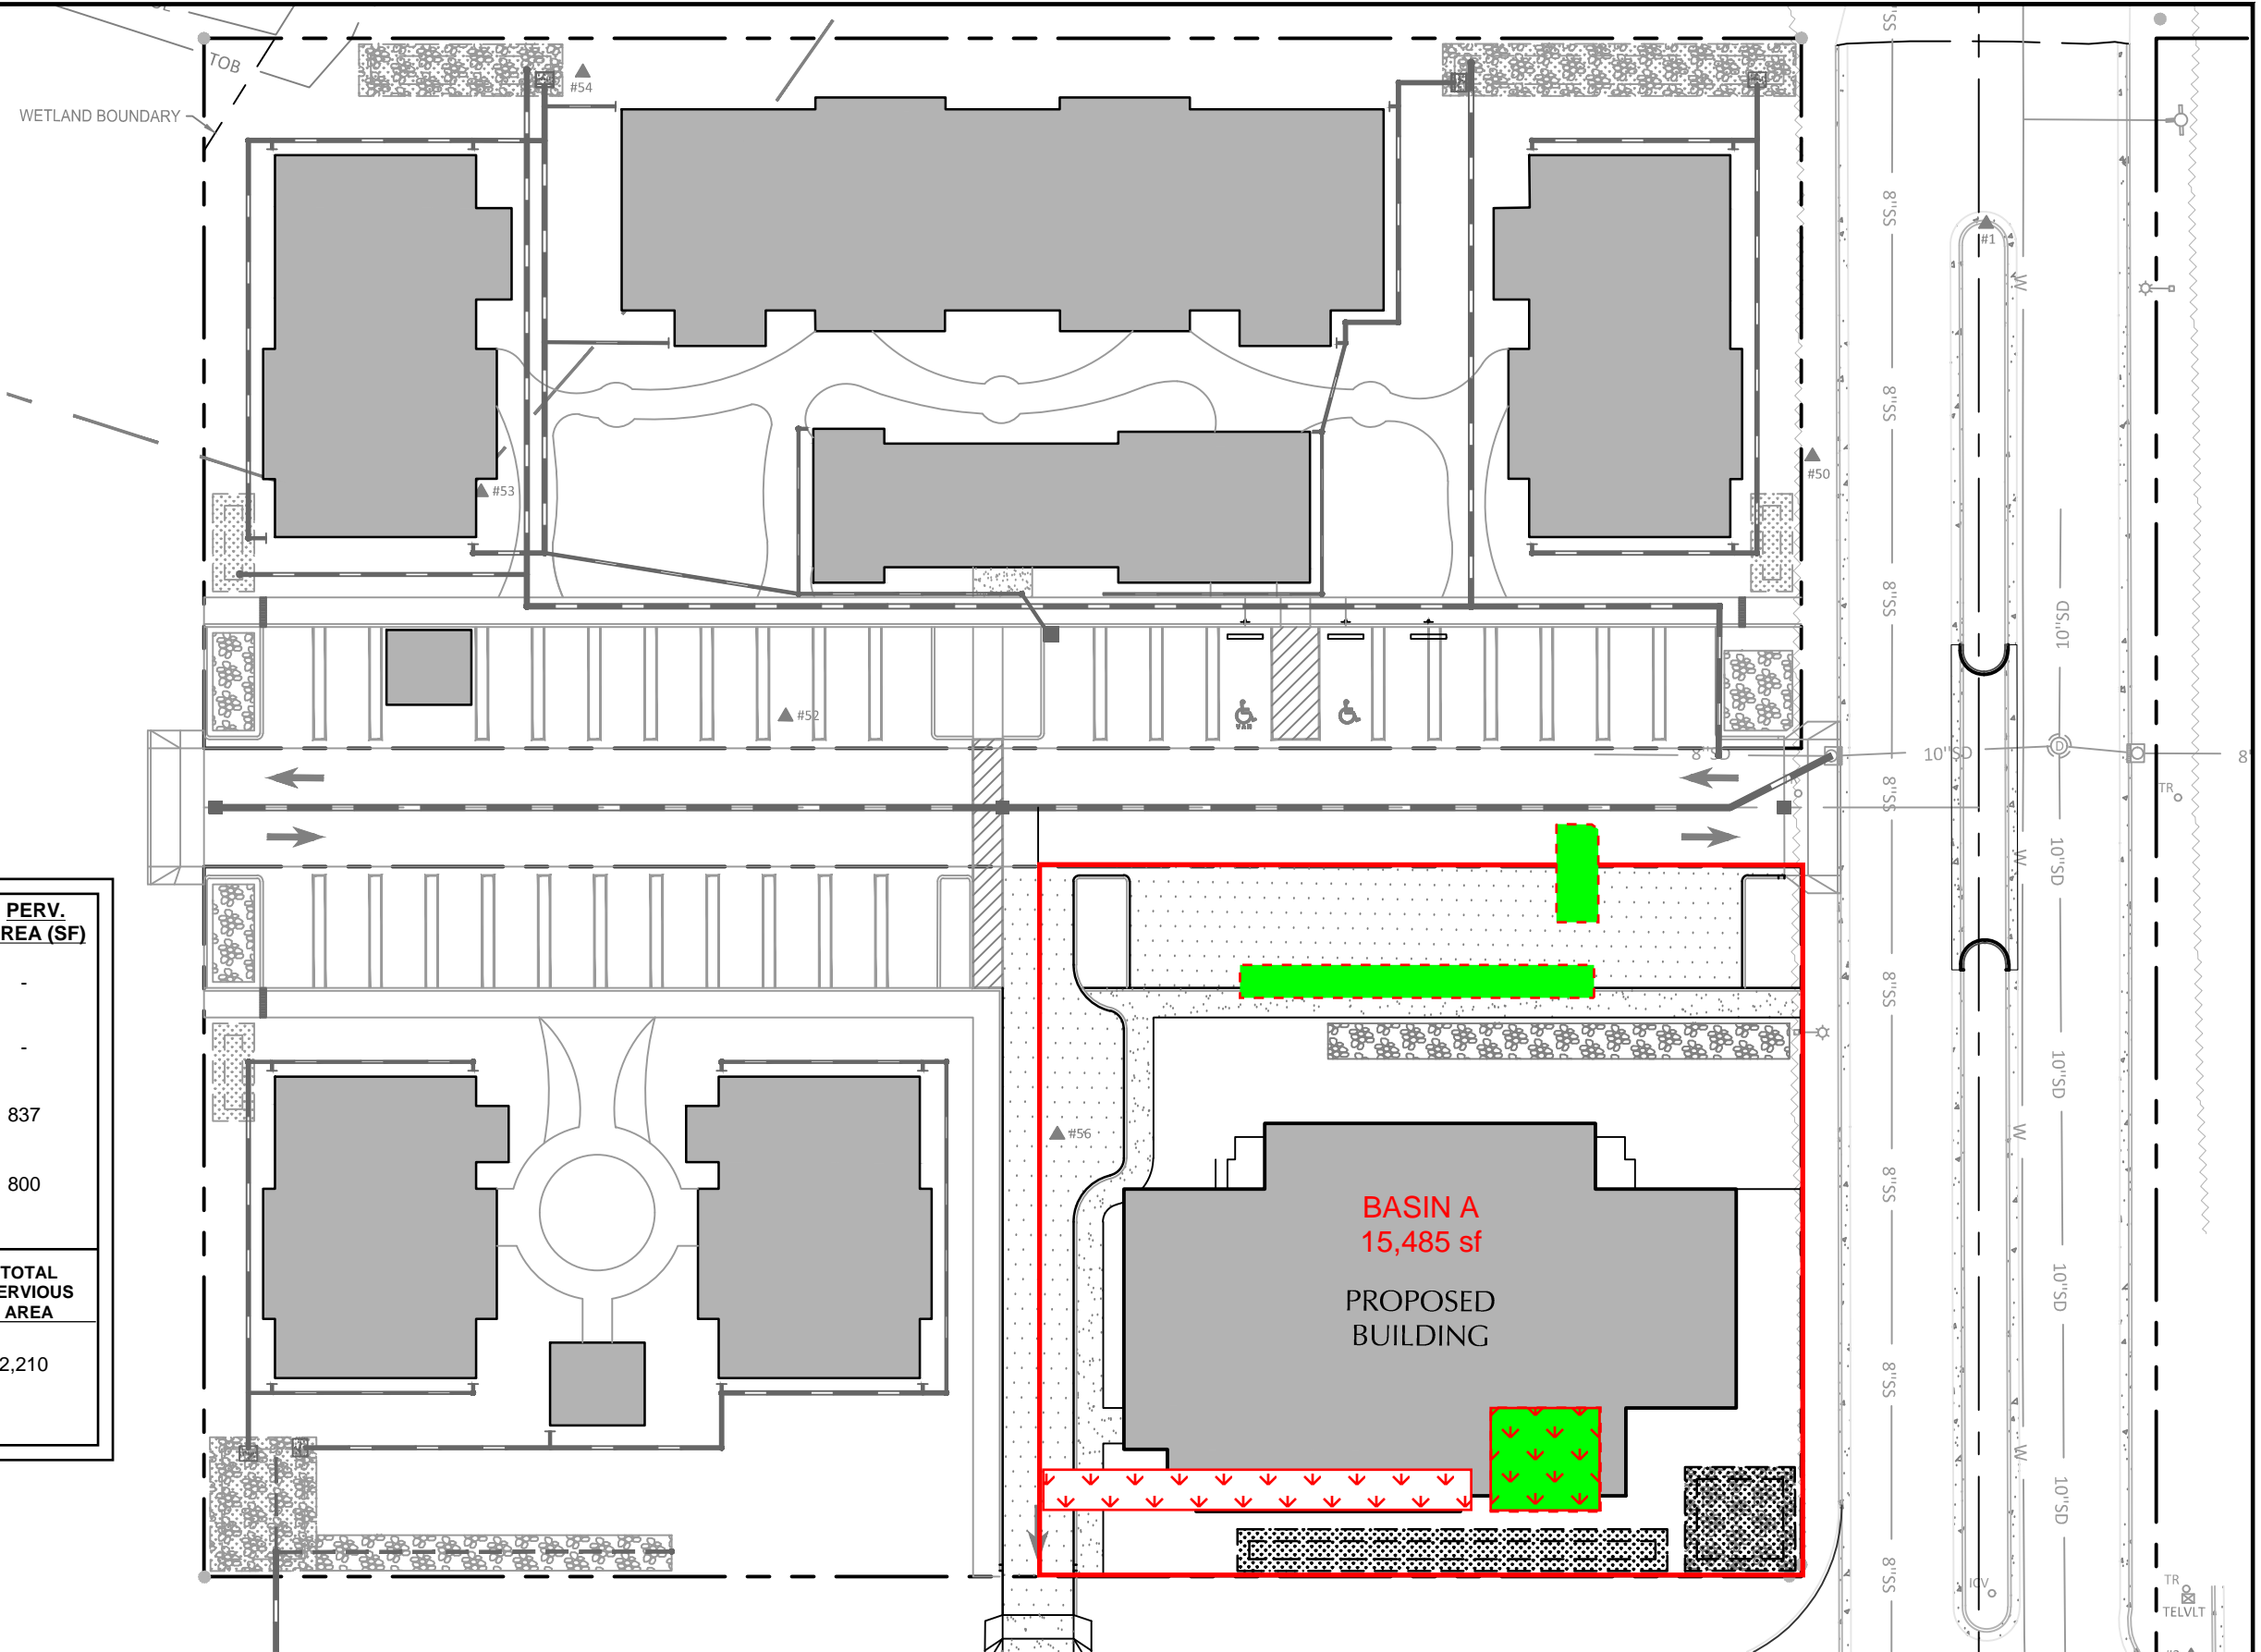 TOB
WETLAND BOUNDARY
#54
#1
#53
#50
#52
VAN
8"SD
10"SD
D
8"
TR
#56
8"SS
8"SS
8"SS
8"SS
8"SS
8"SS
8"SS
8"SS
8"SS
W
W
W
W
10"SD
10"SD
10"SD
10"SD
10"SD
PERV.
REA (SF)
-
-
837
800
TOTAL
ERVIOUS
AREA
2,210
BASIN A
15,485 sf
PROPOSED
BUILDING
ICV
TR
TELVLT